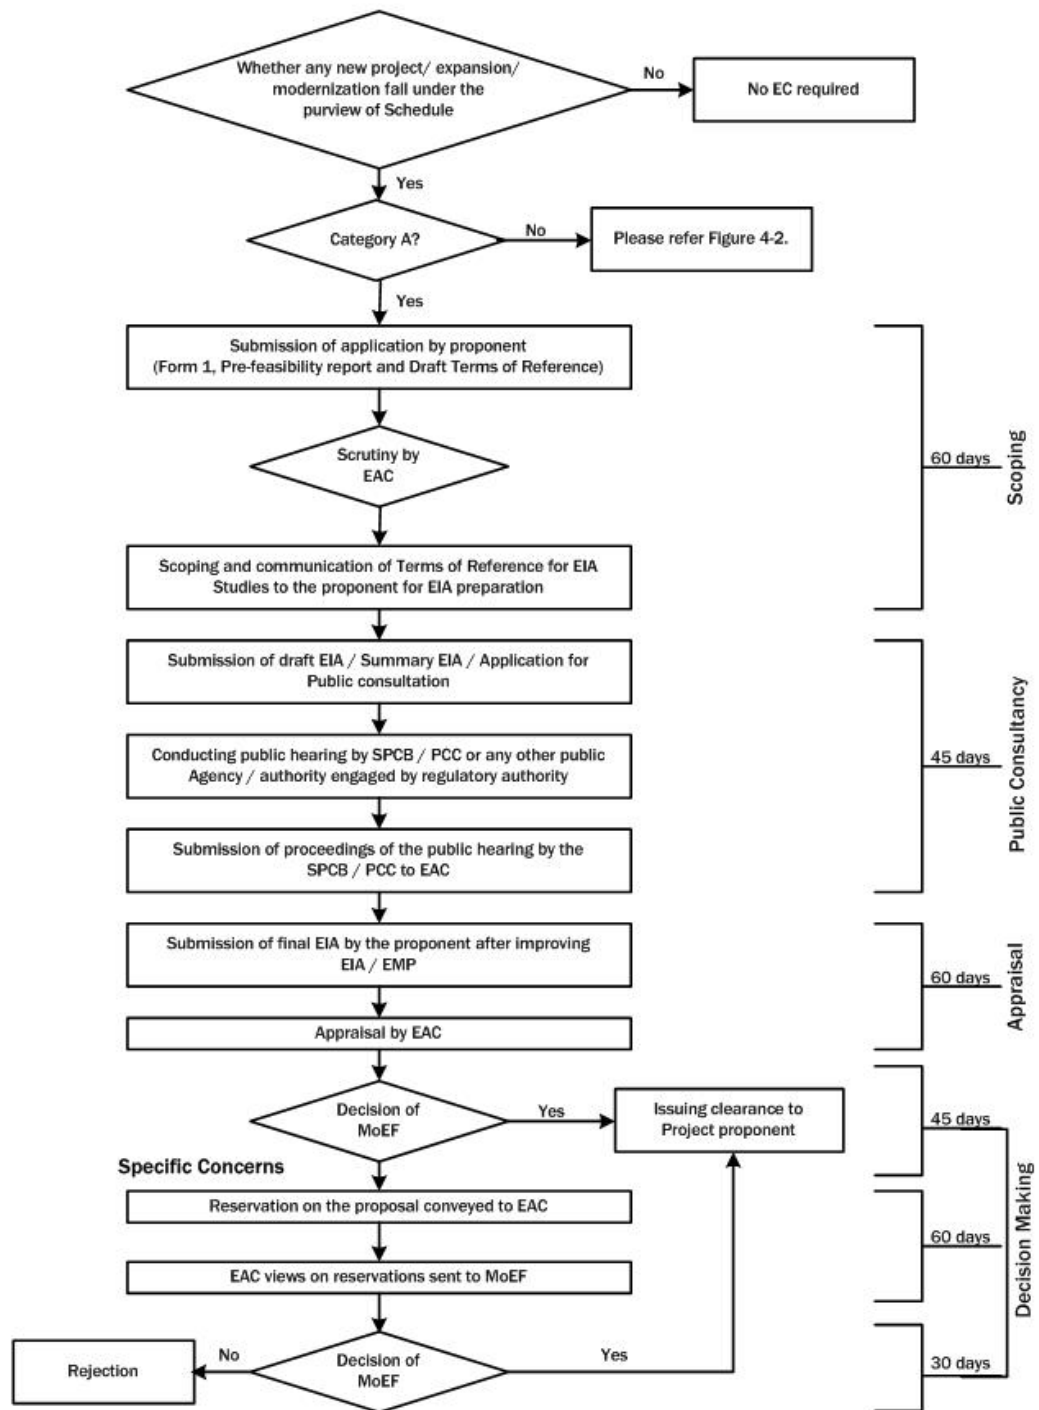 Whether any new project/ expansion/
modernization fall under the
purview of Schedule
No
No EC required
Yes
Category A?
No
Please refer Figure 4-2.
Yes
Submission of application by proponent
(Form 1, Pre-feasibility report and Draft Terms of Reference)
Scrutiny by
EAC
60 days
Scoping
Scoping and communication of Terms of Reference for EIA
Studies to the proponent for EIA preparation
Submission of draft EIA / Summary EIA / Application for
Public consultation
Conducting public hearing by SPCB / PCC or any other public
Agency / authority engaged by regulatory authority
45 days
Public Consultancy
Submission of proceedings of the public hearing by the
SPCB / PCC to EAC
Submission of final EIA by the proponent after improving
EIA / EMP
60 days
Appraisal
Appraisal by EAC
Decision of
MoEF
Yes
Issuing clearance to
Project proponent
45 days
Specific Concerns
Reservation on the proposal conveyed to EAC
60 days
Decision Making
EAC views on reservations sent to MoEF
Rejection
No
Decision of
MoEF
Yes
30 days